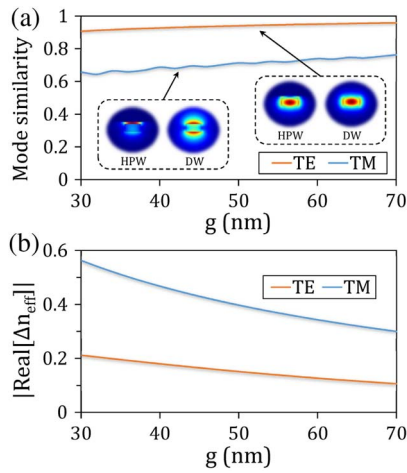 (a)
1
0.8
0.6
0.4
0.2
0
Mode similarity
HPW DW
HPW DW
TE TM
30 40 50 60 70
g (nm)
(b)
0.6
0.4
0.2
0
|Real[Δn_eff]|
TE TM
30 40 50 60 70
g (nm)